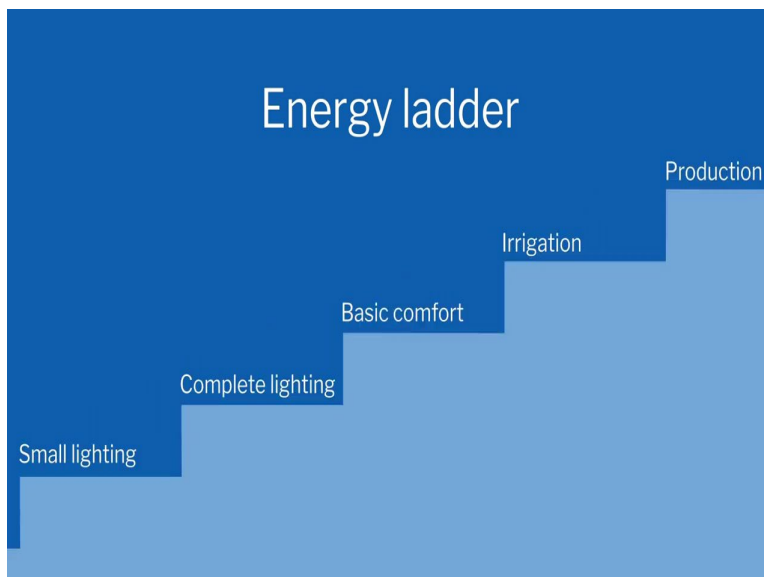 Energy ladder
Production
Irrigation
Basic comfort
Complete lighting
Small lighting